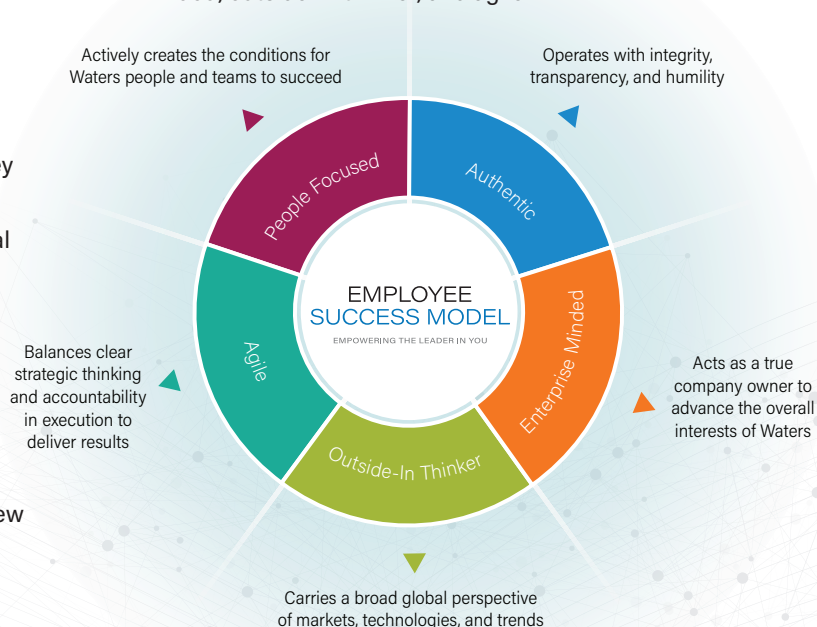 Actively creates the conditions for
Waters people and teams to succeed
Operates with integrity,
transparency, and humility
ey
People Focused
Authentic
al
EMPLOYEE
SUCCESS MODEL
EMPOWERING THE LEADER IN YOU
Agile
Enterprise Minded
Balances clear
strategic thinking
and accountability
in execution to
deliver results
Acts as a true
company owner to
advance the overall
interests of Waters
Outside-In Thinker
ew
Carries a broad global perspective
of markets, technologies, and trends